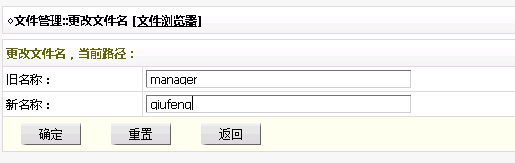 ◇文件管理::更改文件名 [文件浏览器]
更改文件名，当前路径：
旧名称： manager
新名称： qiufeng
确定 重置 返回